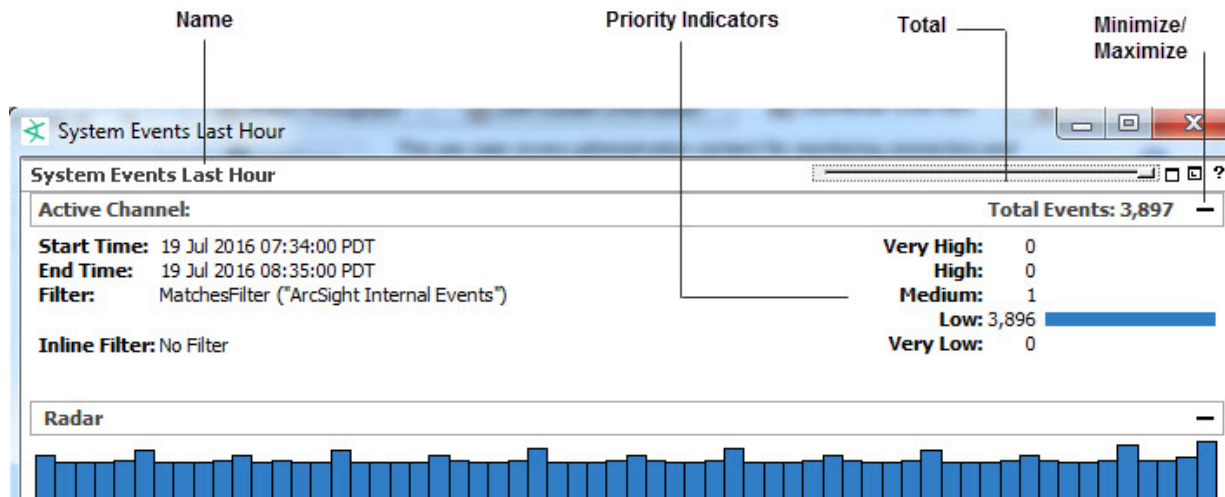 Name
Priority Indicators
Total
Minimize/
Maximize
System Events Last Hour
System Events Last Hour
?
Active Channel:
Total Events: 3,897
Start Time: 19 Jul 2016 07:34:00 PDT
End Time: 19 Jul 2016 08:35:00 PDT
Filter: MatchesFilter ("ArcSight Internal Events")
Inline Filter: No Filter
Very High: 0
High: 0
Medium: 1
Low: 3,896
Very Low: 0
Radar